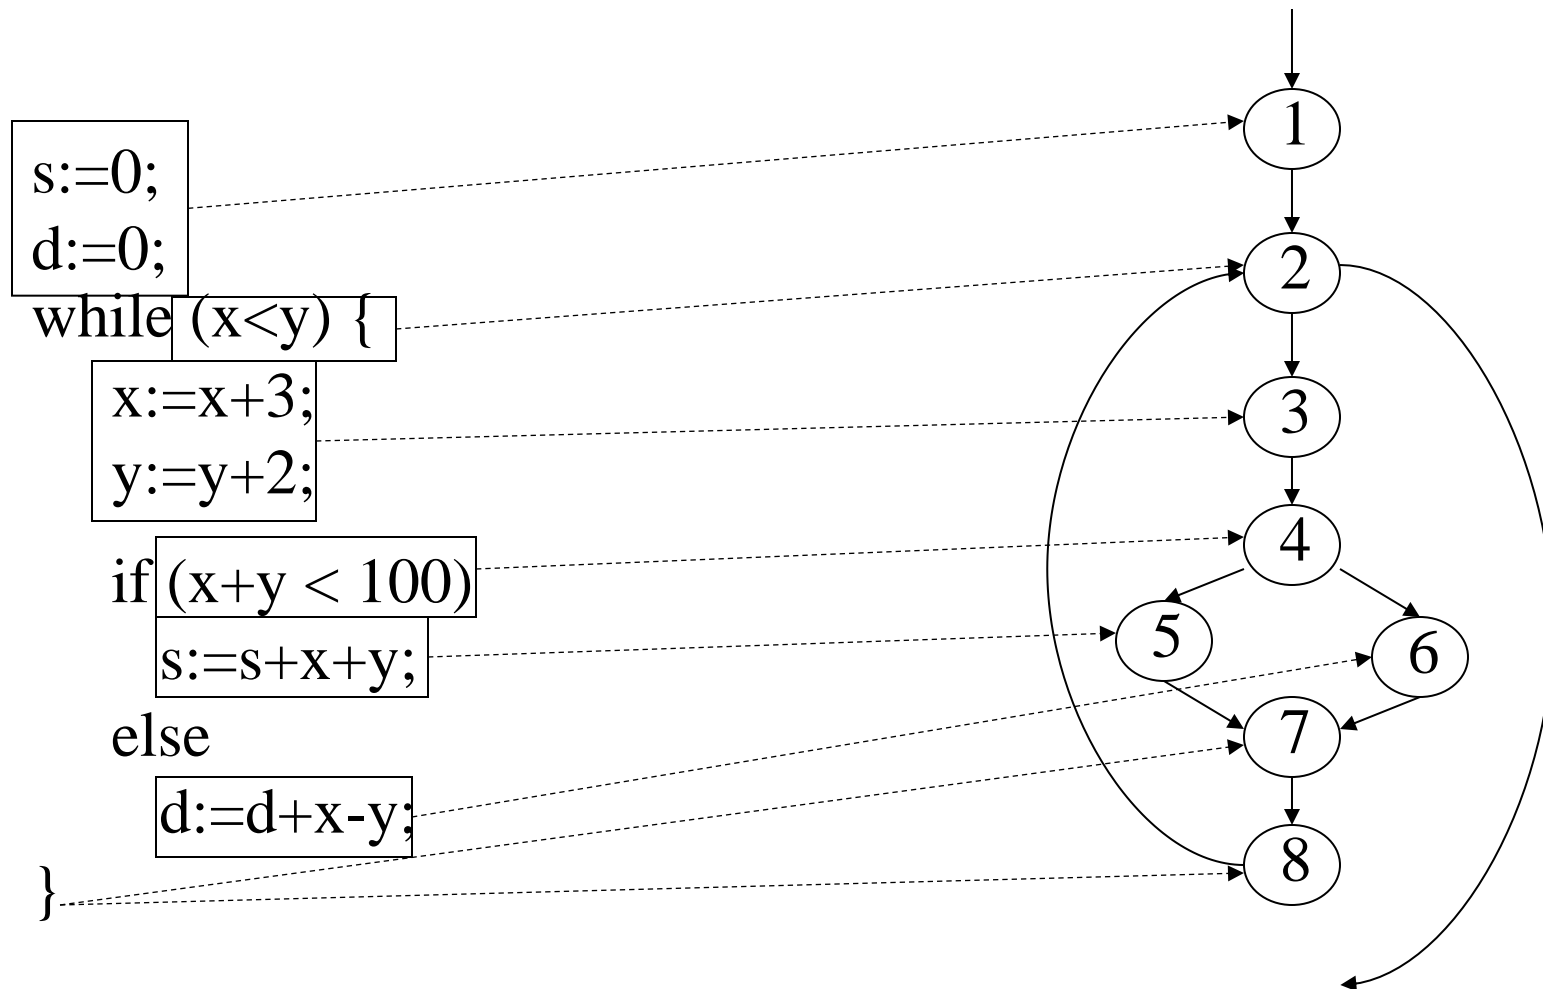 s:=0;
d:=0;
while (x<y) {
x:=x+3;
y:=y+2;
if (x+y < 100)
s:=s+x+y;
else
d:=d+x-y;
}
1
2
3
4
5
6
7
8